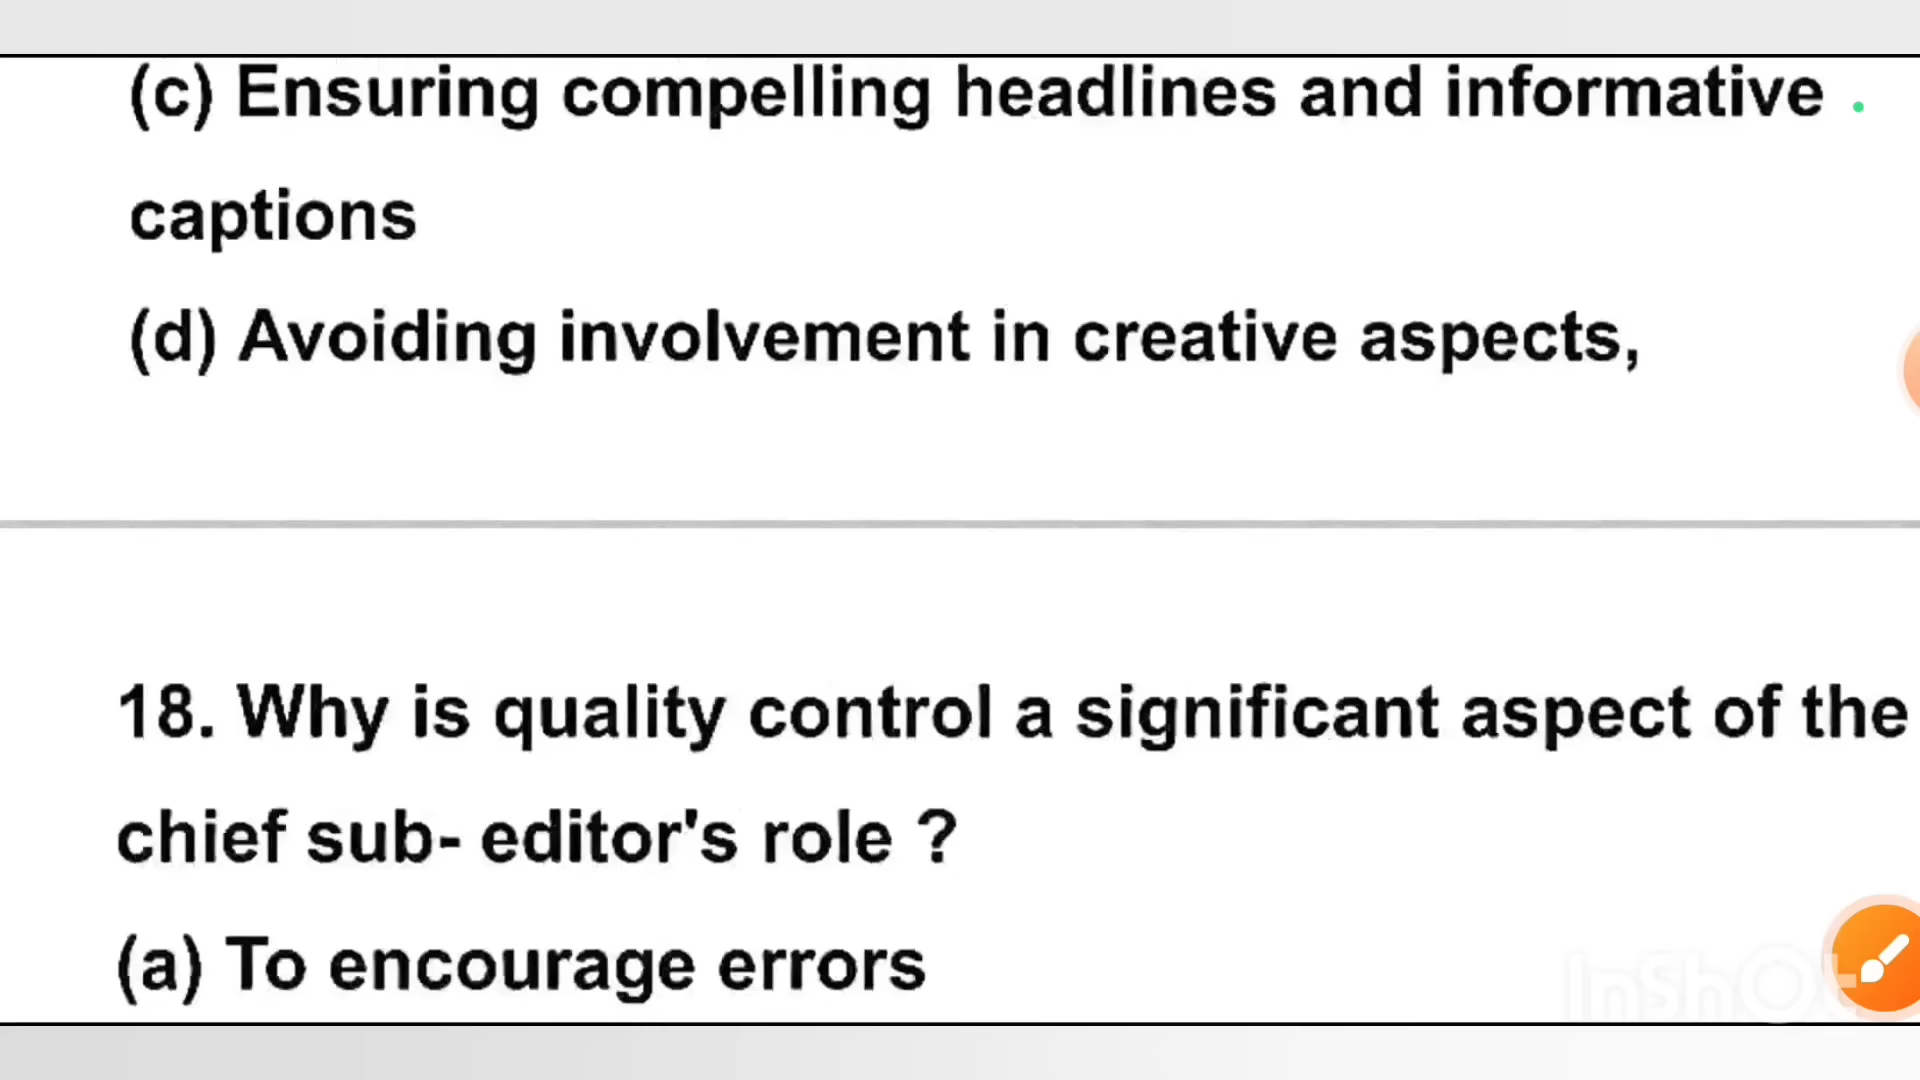 (c) Ensuring compelling headlines and informative
captions
(d) Avoiding involvement in creative aspects,
18. Why is quality control a significant aspect of the
chief sub- editor's role ?
(a) To encourage errors
InShOt